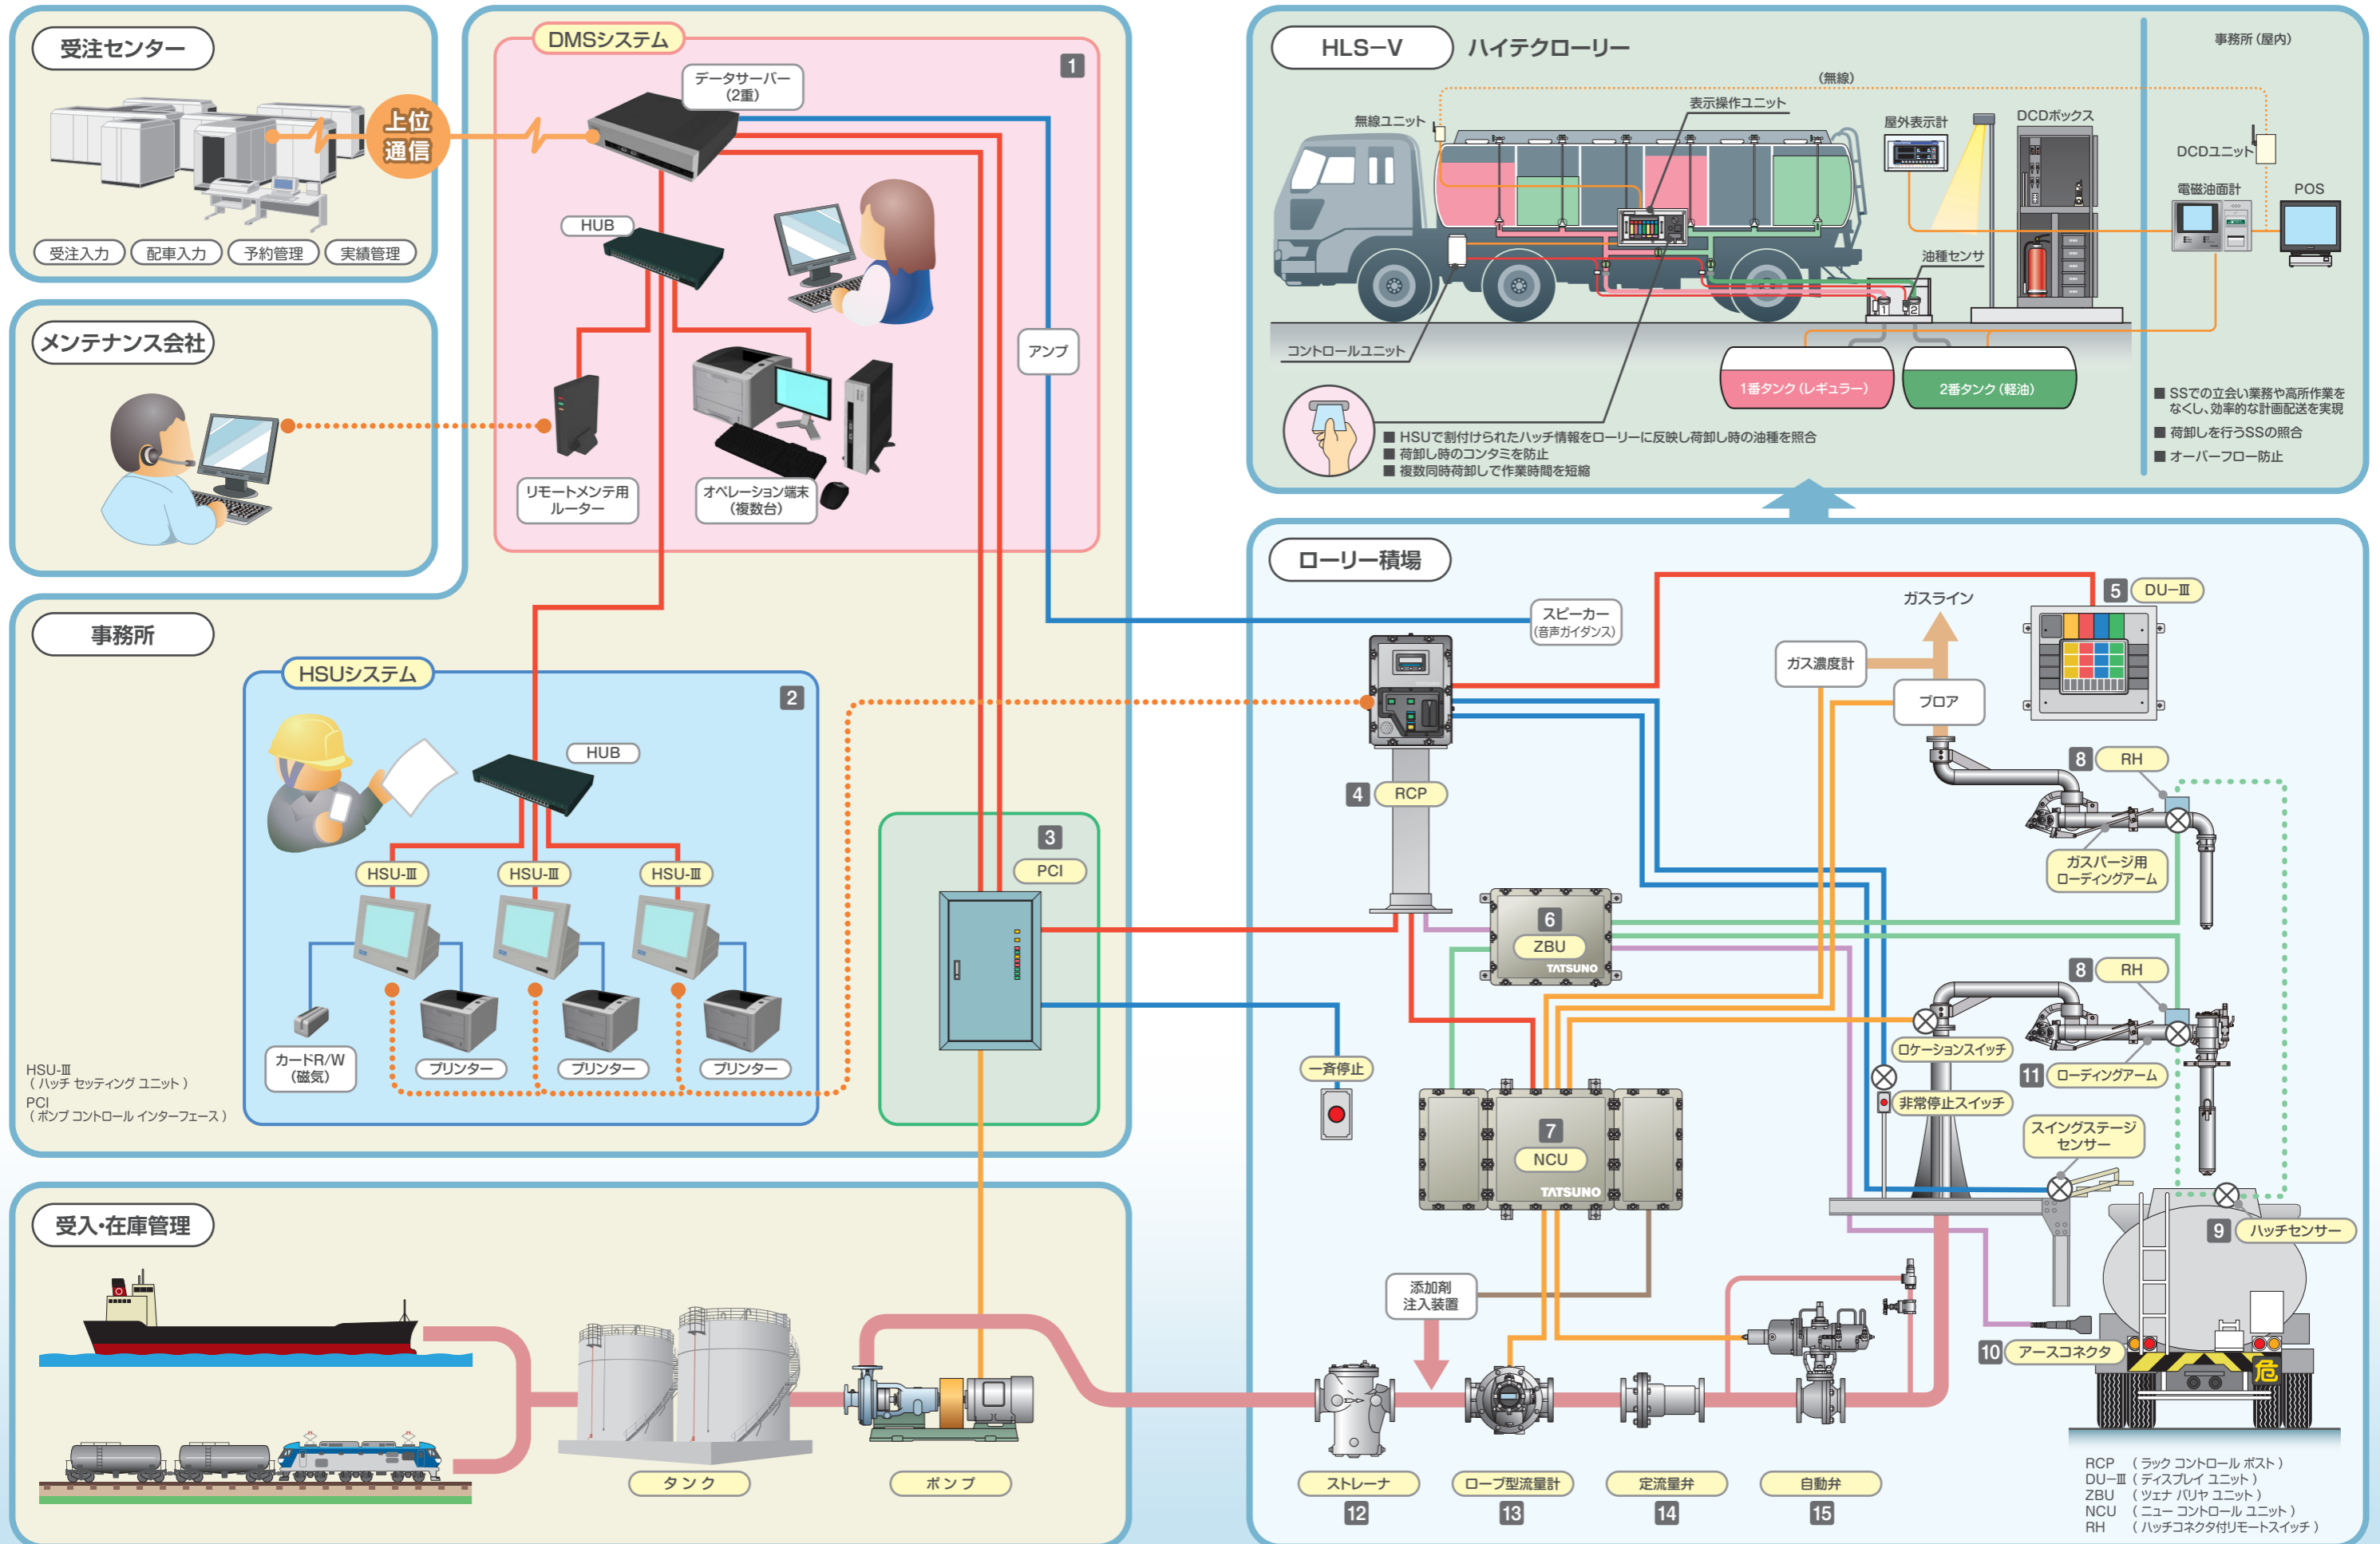 受注センター
上位
通信
受注入力
配車入力
予約管理
実績管理
メンテナンス会社
DMSシステム
1
データサーバー
(2重)
HUB
アンプ
リモートメンテ用
ルーター
オペレーション端末
(複数台)
事務所
HSUシステム
2
HUB
HSU-Ⅲ
HSU-Ⅲ
HSU-Ⅲ
カードR/W
(磁気)
プリンター
プリンター
プリンター
HSU-Ⅲ
(ハッチ セッティング ユニット)
PCI
(ポンプ コントロール インターフェース)
3
PCI
受入・在庫管理
タンク
ポンプ
HLS-V
ハイテクローリー
事務所(屋内)
(無線)
無線ユニット
表示操作ユニット
屋外表示計
DCDボックス
DCDユニット
電磁油面計
POS
油種センサ
1
2
コントロールユニット
1番タンク(レギュラー)
2番タンク(軽油)
■ HSUで割付けられたハッチ情報をローリーに反映し荷卸し時の油種を照合
■ 荷卸し時のコンタミを防止
■ 複数同時荷卸しで作業時間を短縮
■ SSでの立会い業務や高所作業を
なくし、効率的な計画配送を実現
■ 荷卸しを行うSSの照合
■ オーバーフロー防止
ローリー積場
スピーカー
(音声ガイダンス)
ガスライン
5 DU-Ⅲ
ガス濃度計
ブロア
TATSUNO
4 RCP
8 RH
ガスパージ用
ローディングアーム
6
ZBU
TATSUNO
8 RH
ロケーションスイッチ
11 ローディングアーム
一斉停止
非常停止スイッチ
7
NCU
TATSUNO
スイングステージ
センサー
9 ハッチセンサー
添加剤
注入装置
10 アースコネクタ
危
ストレーナ
12
ローブ型流量計
13
定流量弁
14
自動弁
15
RCP (ラック コントロール ポスト)
DU-Ⅲ (ディスプレイ ユニット)
ZBU (ツェナ バリヤ ユニット)
NCU (ニュー コントロール ユニット)
RH (ハッチコネクタ付リモートスイッチ)